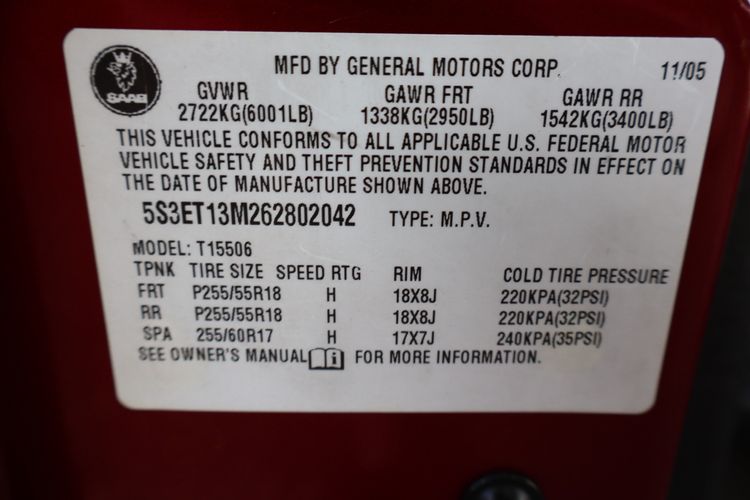 SAAB
MFD BY GENERAL MOTORS CORP. 11/05
GVWR GAWR FRT GAWR RR
2722KG(6001LB) 1338KG(2950LB) 1542KG(3400LB)
THIS VEHICLE CONFORMS TO ALL APPLICABLE U.S. FEDERAL MOTOR
VEHICLE SAFETY AND THEFT PREVENTION STANDARDS IN EFFECT ON
THE DATE OF MANUFACTURE SHOWN ABOVE.
5S3ET13M262802042 TYPE: M.P.V.
MODEL: T15506
TPNK TIRE SIZE SPEED RTG RIM COLD TIRE PRESSURE
FRT P255/55R18 H 18X8J 220KPA(32PSI)
RR P255/55R18 H 18X8J 220KPA(32PSI)
SPA 255/60R17 H 17X7J 240KPA(35PSI)
SEE OWNER'S MANUAL FOR MORE INFORMATION.